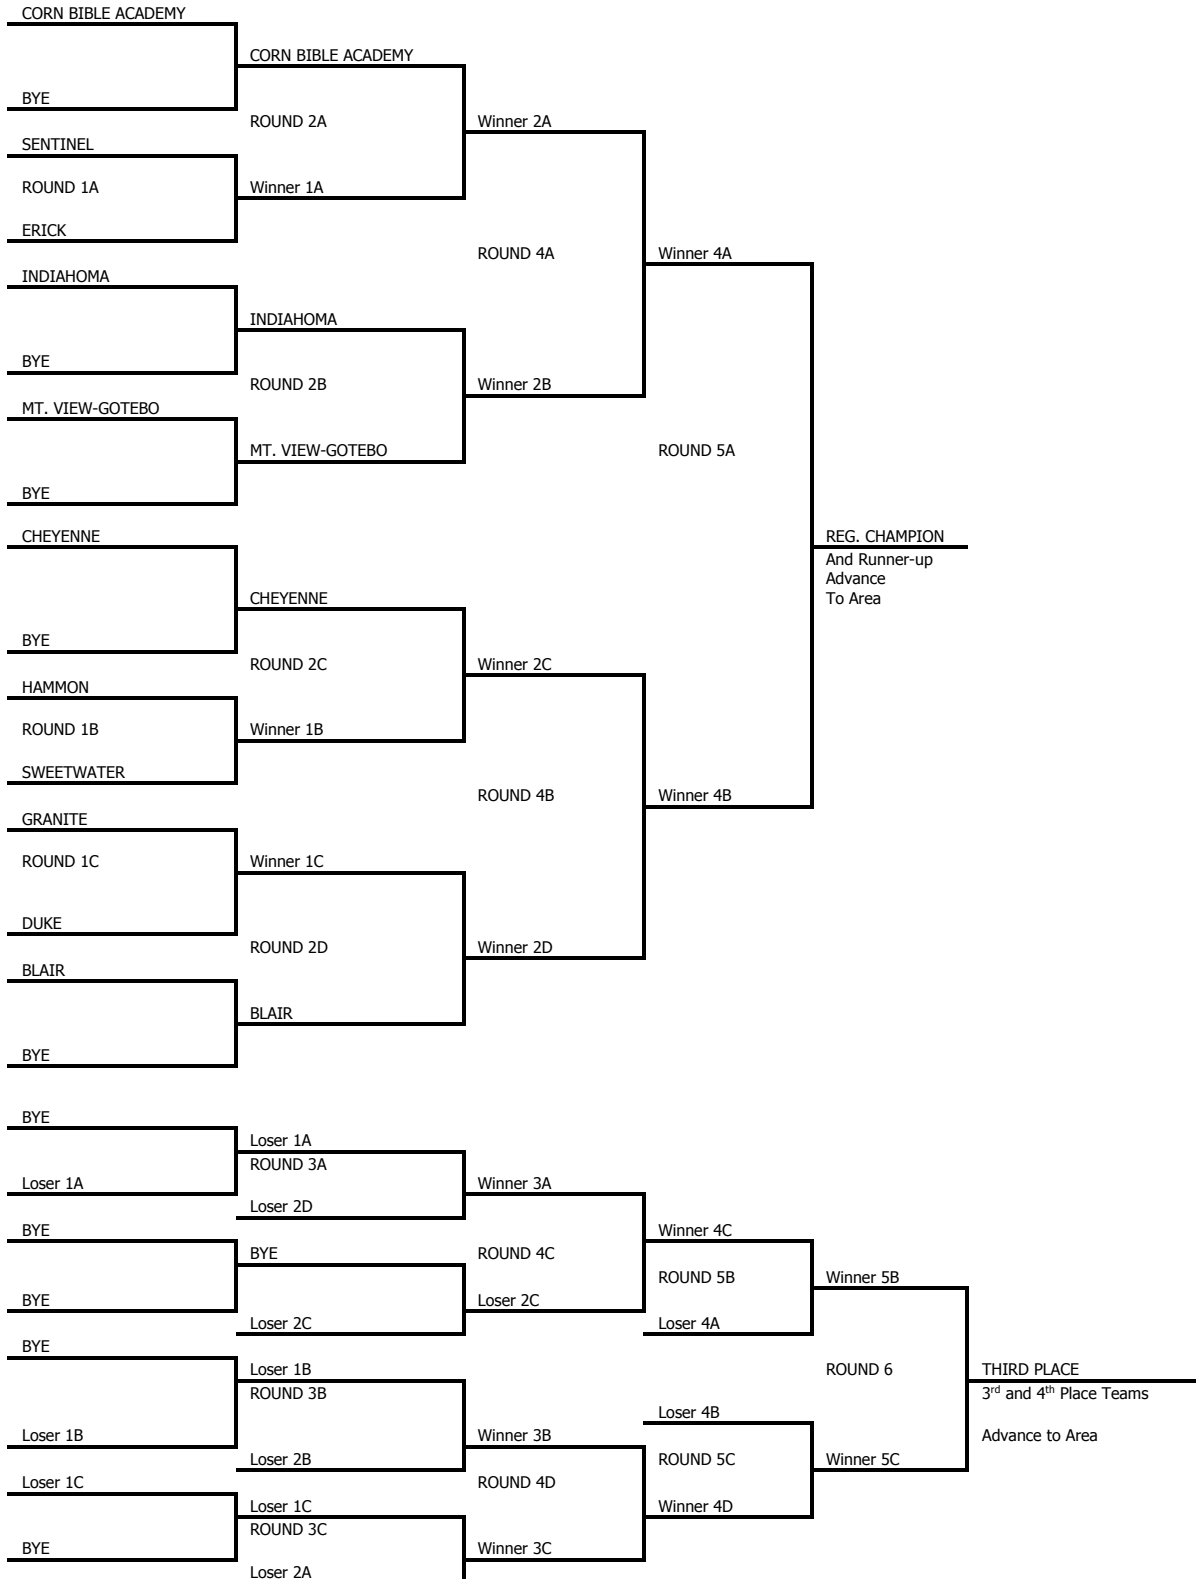 CORN BIBLE ACADEMY
CORN BIBLE ACADEMY
BYE
ROUND 2A
Winner 2A
SENTINEL
ROUND 1A
Winner 1A
ERICK
ROUND 4A
Winner 4A
INDIAHOMA
INDIAHOMA
BYE
ROUND 2B
Winner 2B
MT. VIEW-GOTEBO
MT. VIEW-GOTEBO
ROUND 5A
BYE
CHEYENNE
REG. CHAMPION
And Runner-up
Advance
To Area
CHEYENNE
BYE
ROUND 2C
Winner 2C
HAMMON
ROUND 1B
Winner 1B
SWEETWATER
ROUND 4B
Winner 4B
GRANITE
ROUND 1C
Winner 1C
DUKE
ROUND 2D
Winner 2D
BLAIR
BLAIR
BYE
BYE
Loser 1A
ROUND 3A
Loser 1A
Winner 3A
Loser 2D
BYE
Winner 4C
BYE
ROUND 4C
ROUND 5B
Winner 5B
BYE
Loser 2C
Loser 2C
Loser 4A
BYE
Loser 1B
ROUND 6
THIRD PLACE
ROUND 3B
3rd and 4th Place Teams
Loser 4B
Loser 1B
Winner 3B
Advance to Area
Loser 2B
ROUND 5C
Winner 5C
Loser 1C
ROUND 4D
Loser 1C
Winner 4D
ROUND 3C
BYE
Winner 3C
Loser 2A